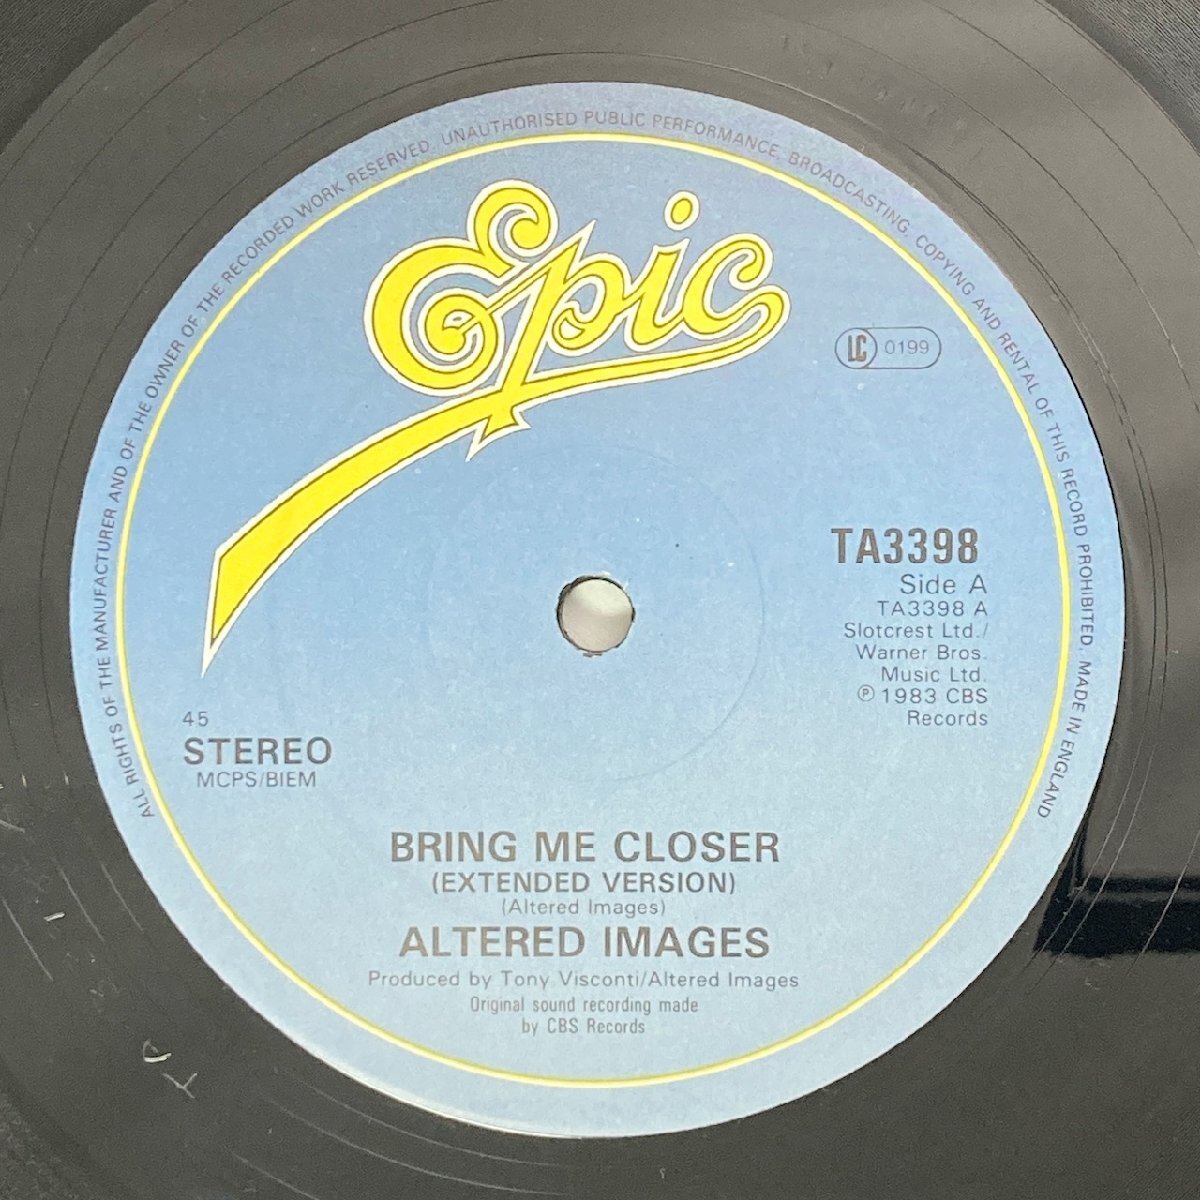 ALL RIGHTS OF THE MANUFACTURER AND OF THE OWNER OF THE RECORDED WORK RESERVED. UNAUTHORISED PUBLIC PERFORMANCE, BROADCASTING, COPYING AND RENTAL OF THIS RECORD PROHIBITED. MADE IN ENGLAND
Epic
LC 0199
TA3398
Side A
TA3398 A
Slotcrest Ltd./
Warner Bros.
Music Ltd.
℗ 1983 CBS
Records
45
STEREO
MCPS/BIEM
BRING ME CLOSER
(EXTENDED VERSION)
(Altered Images)
ALTERED IMAGES
Produced by Tony Visconti/Altered Images
Original sound recording made
by CBS Records